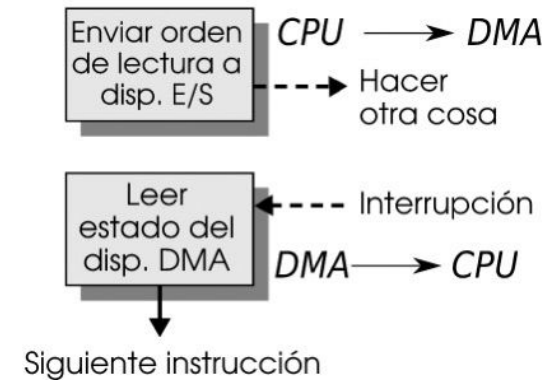 Enviar orden
de lectura a
disp. E/S
CPU → DMA
Hacer
otra cosa
Leer
estado del
disp. DMA
Interrupción
DMA → CPU
Siguiente instrucción